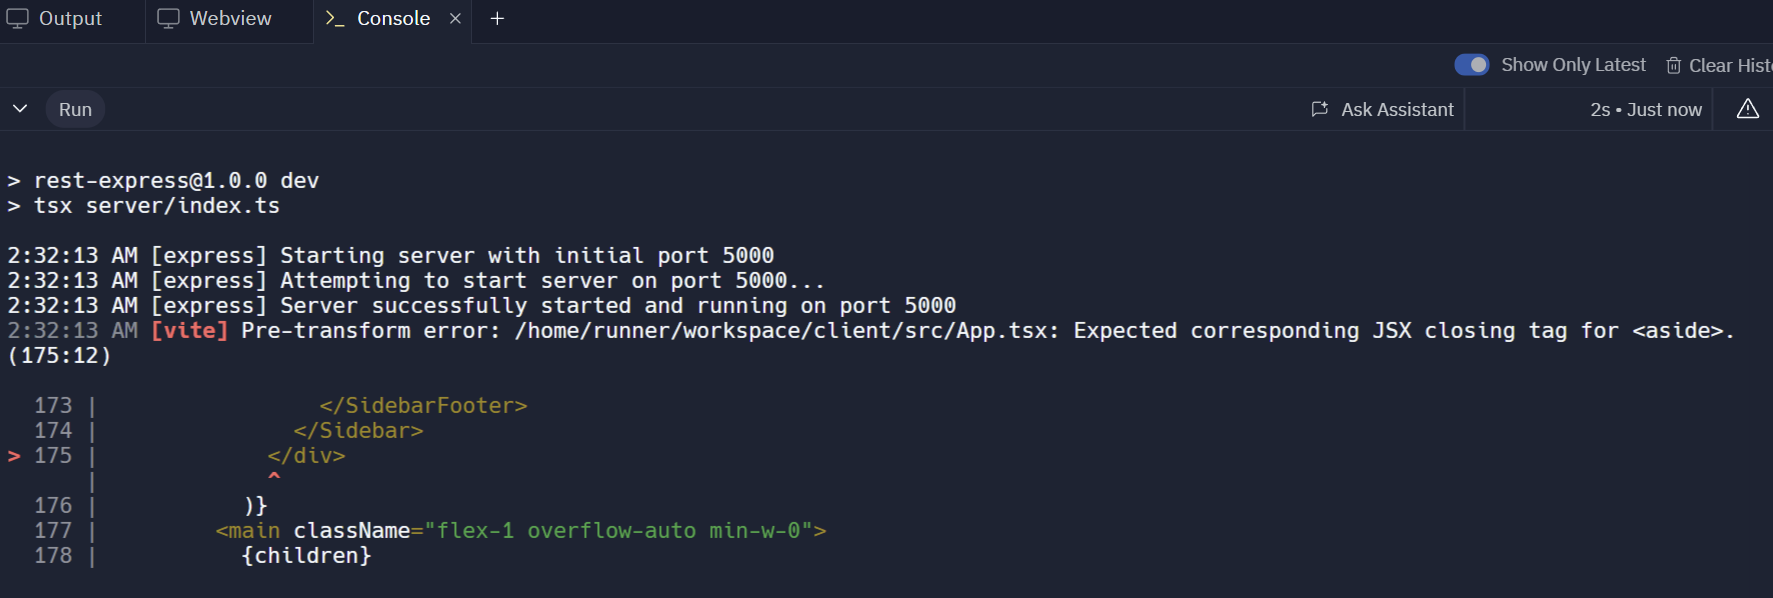 Output
Webview
>_ Console × +
Show Only Latest
Clear Hist
Run
Ask Assistant
2s • Just now
> rest-express@1.0.0 dev
> tsx server/index.ts
2:32:13 AM [express] Starting server with initial port 5000
2:32:13 AM [express] Attempting to start server on port 5000...
2:32:13 AM [express] Server successfully started and running on port 5000
2:32:13 AM [vite] Pre-transform error: /home/runner/workspace/client/src/App.tsx: Expected corresponding JSX closing tag for <aside>.
(175:12)
173 |                 </SidebarFooter>
174 |               </Sidebar>
> 175 |             </div>
|             ^
176 |           )}
177 |         <main className="flex-1 overflow-auto min-w-0">
178 |           {children}